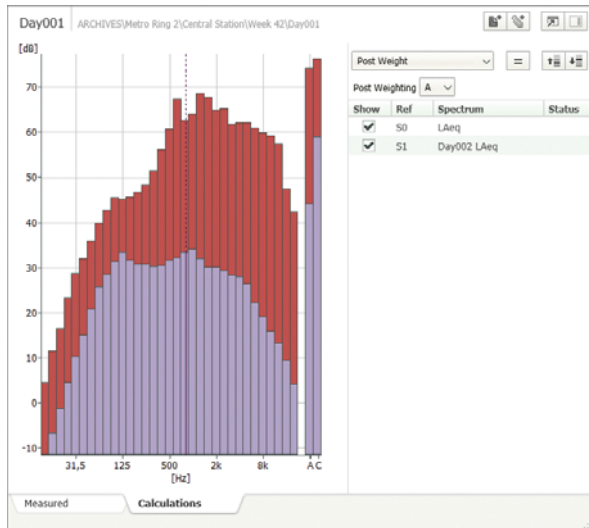 Day001 ARCHIVES\Metro Ring 2\Central Station\Week 42\Day001
[dB]
70
60
50
40
30
20
10
0
-10
31,5 125 500 2k 8k A C
[Hz]
Post Weight =
Post Weighting A
Show Ref Spectrum Status
S0 LAeq
S1 Day002 LAeq
Measured Calculations